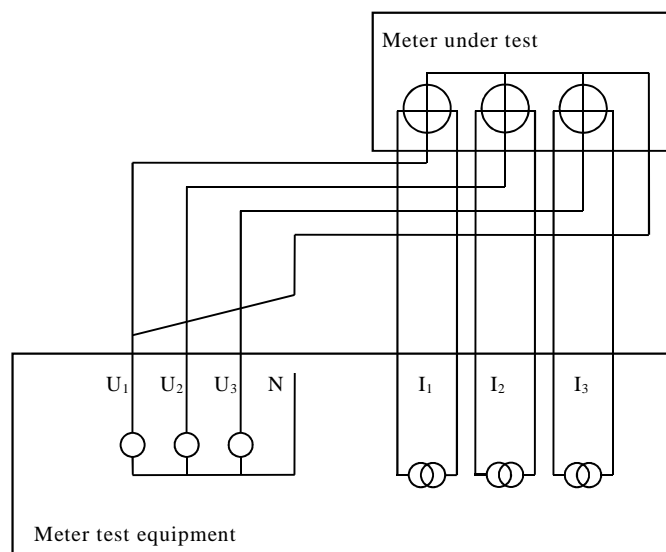 Meter under test
U₁ U₂ U₃ N I₁ I₂ I₃
Meter test equipment